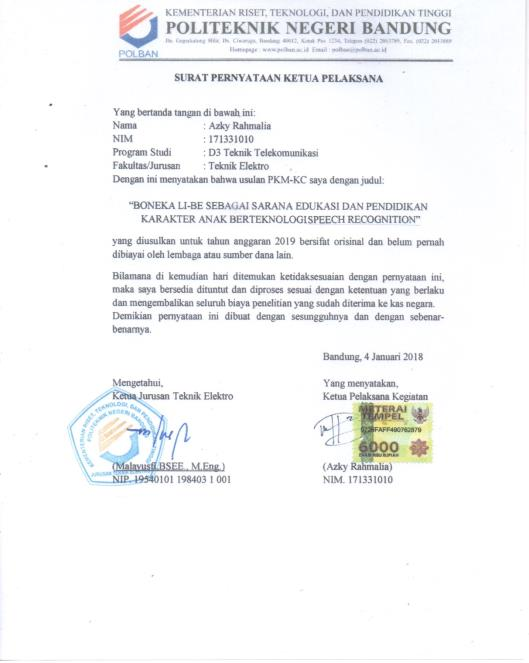 KEMENTERIAN RISET, TEKNOLOGI, DAN PENDIDIKAN TINGGI
POLITEKNIK NEGERI BANDUNG
Jln. Gegerkalong Hilir, Ds. Ciwaruga, Bandung 40012, Kotak Pos 1234, Telepon (022) 2013789, Fax. (022) 2013889
Homepage : www.polban.ac.id Email : polban@polban.ac.id
POLBAN
SURAT PERNYATAAN KETUA PELAKSANA
Yang bertanda tangan di bawah ini:
Nama : Azky Rahmalia
NIM : 171331010
Program Studi : D3 Teknik Telekomunikasi
Fakultas/Jurusan : Teknik Elektro
Dengan ini menyatakan bahwa usulan PKM-KC saya dengan judul:
“BONEKA LI-BE SEBAGAI SARANA EDUKASI DAN PENDIDIKAN
KARAKTER ANAK BERTEKNOLOGISPEECH RECOGNITION”
yang diusulkan untuk tahun anggaran 2019 bersifat orisinal dan belum pernah
dibiayai oleh lembaga atau sumber dana lain.
Bilamana di kemudian hari ditemukan ketidaksesuaian dengan pernyataan ini,
maka saya bersedia dituntut dan diproses sesuai dengan ketentuan yang berlaku
dan mengembalikan seluruh biaya penelitian yang sudah diterima ke kas negara.
Demikian pernyataan ini dibuat dengan sesungguhnya dan dengan sebenar-
benarnya.
Bandung, 4 Januari 2018
Mengetahui,
Ketua Jurusan Teknik Elektro
Yang menyatakan,
Ketua Pelaksana Kegiatan
KEMENTERIAN RISET, TEKNOLOGI, DAN PENDIDIKAN
POLITEKNIK NEGERI BANDUNG
JURUSAN TEKNIK ELEKTRO
METERAI
TEMPEL
6000
ENAM RIBU RUPIAH
(Malayusfi,BSEE., M.Eng.)
NIP. 19540101 198403 1 001
(Azky Rahmalia)
NIM. 171331010